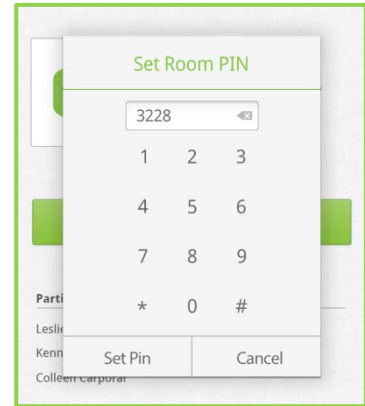 Set Room PIN
3228
1 2 3
4 5 6
7 8 9
* 0 #
Set Pin Cancel
Parti
Leslie
Kenn
Colleen Carporal